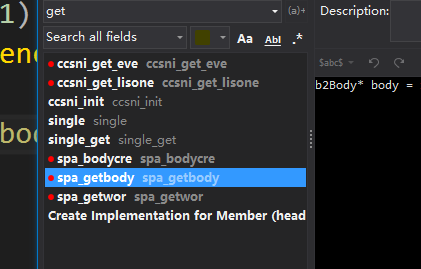 get
(a)+
Description:
1)
Search all fields
Aa
Abl
.*
$abc$
enc
ccsni_get_eve ccsni_get_eve
ccsni_get_lisone ccsni_get_lisone
b2Body* body =
ccsni_init ccsni_init
single single
boo
single_get single_get
spa_bodycre spa_bodycre
spa_getbody spa_getbody
spa_getwor spa_getwor
Create Implementation for Member (head